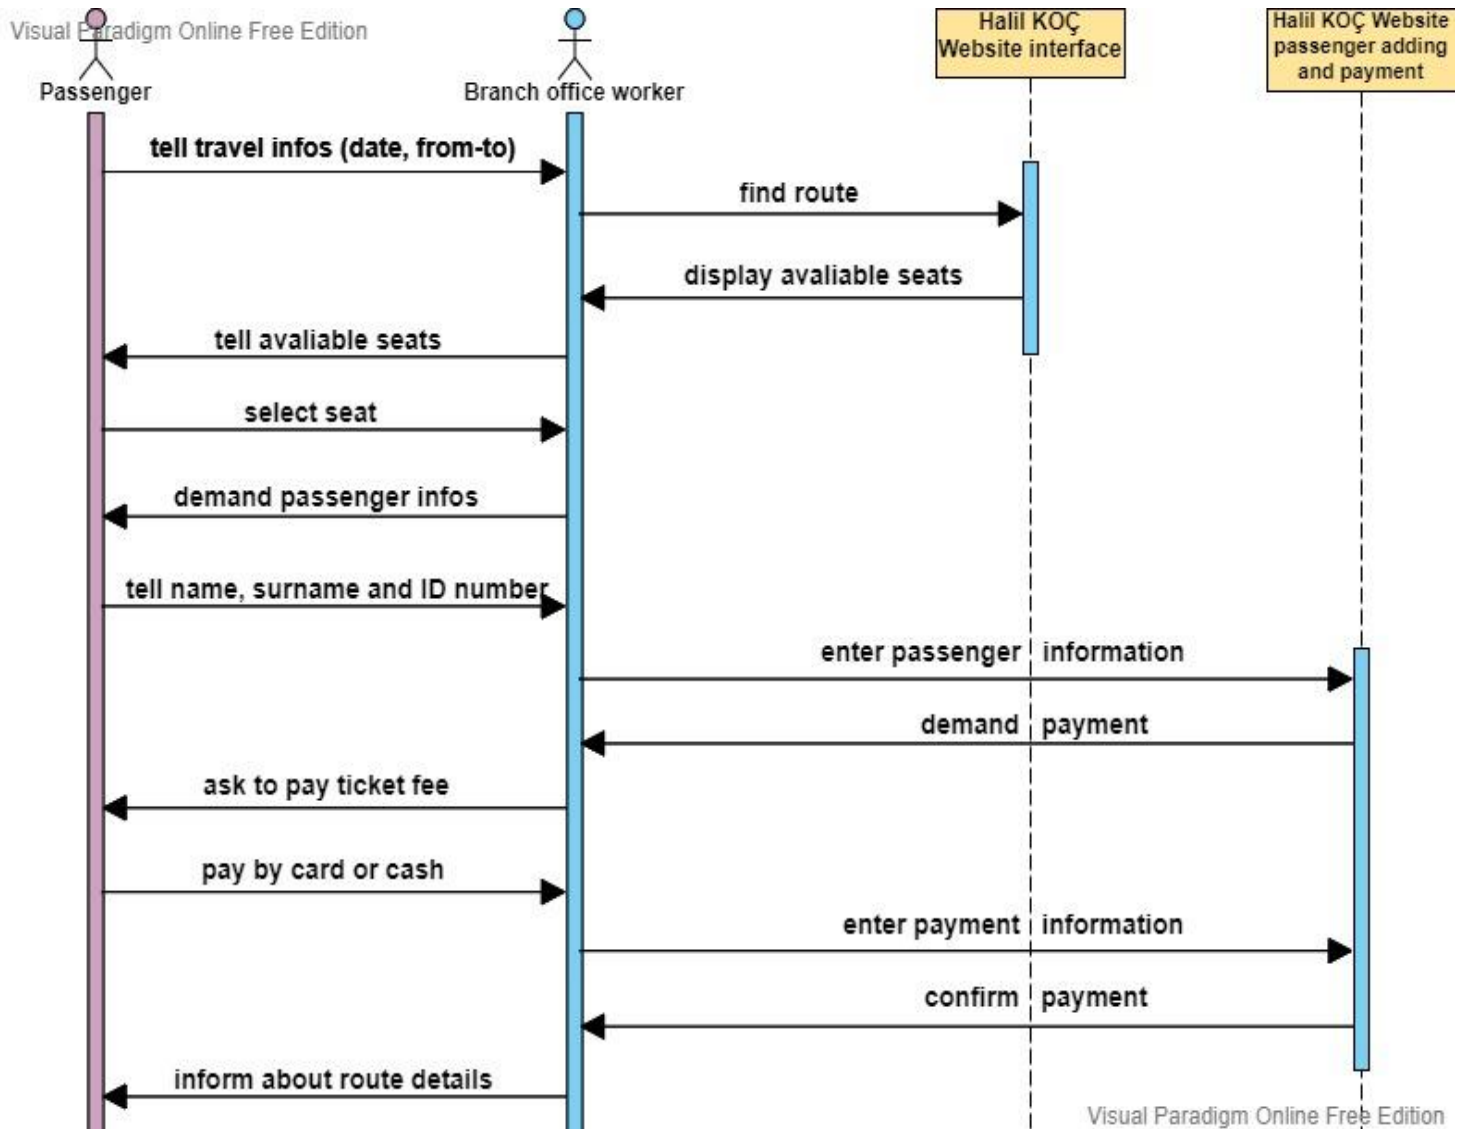 Visual Paradigm Online Free Edition
Passenger
Branch office worker
Halil KOÇ
Website interface
Halil KOÇ Website
passenger adding
and payment
tell travel infos (date, from-to)
find route
display avaliable seats
tell avaliable seats
select seat
demand passenger infos
tell name, surname and ID number
enter passenger information
demand payment
ask to pay ticket fee
pay by card or cash
enter payment information
confirm payment
inform about route details
Visual Paradigm Online Free Edition